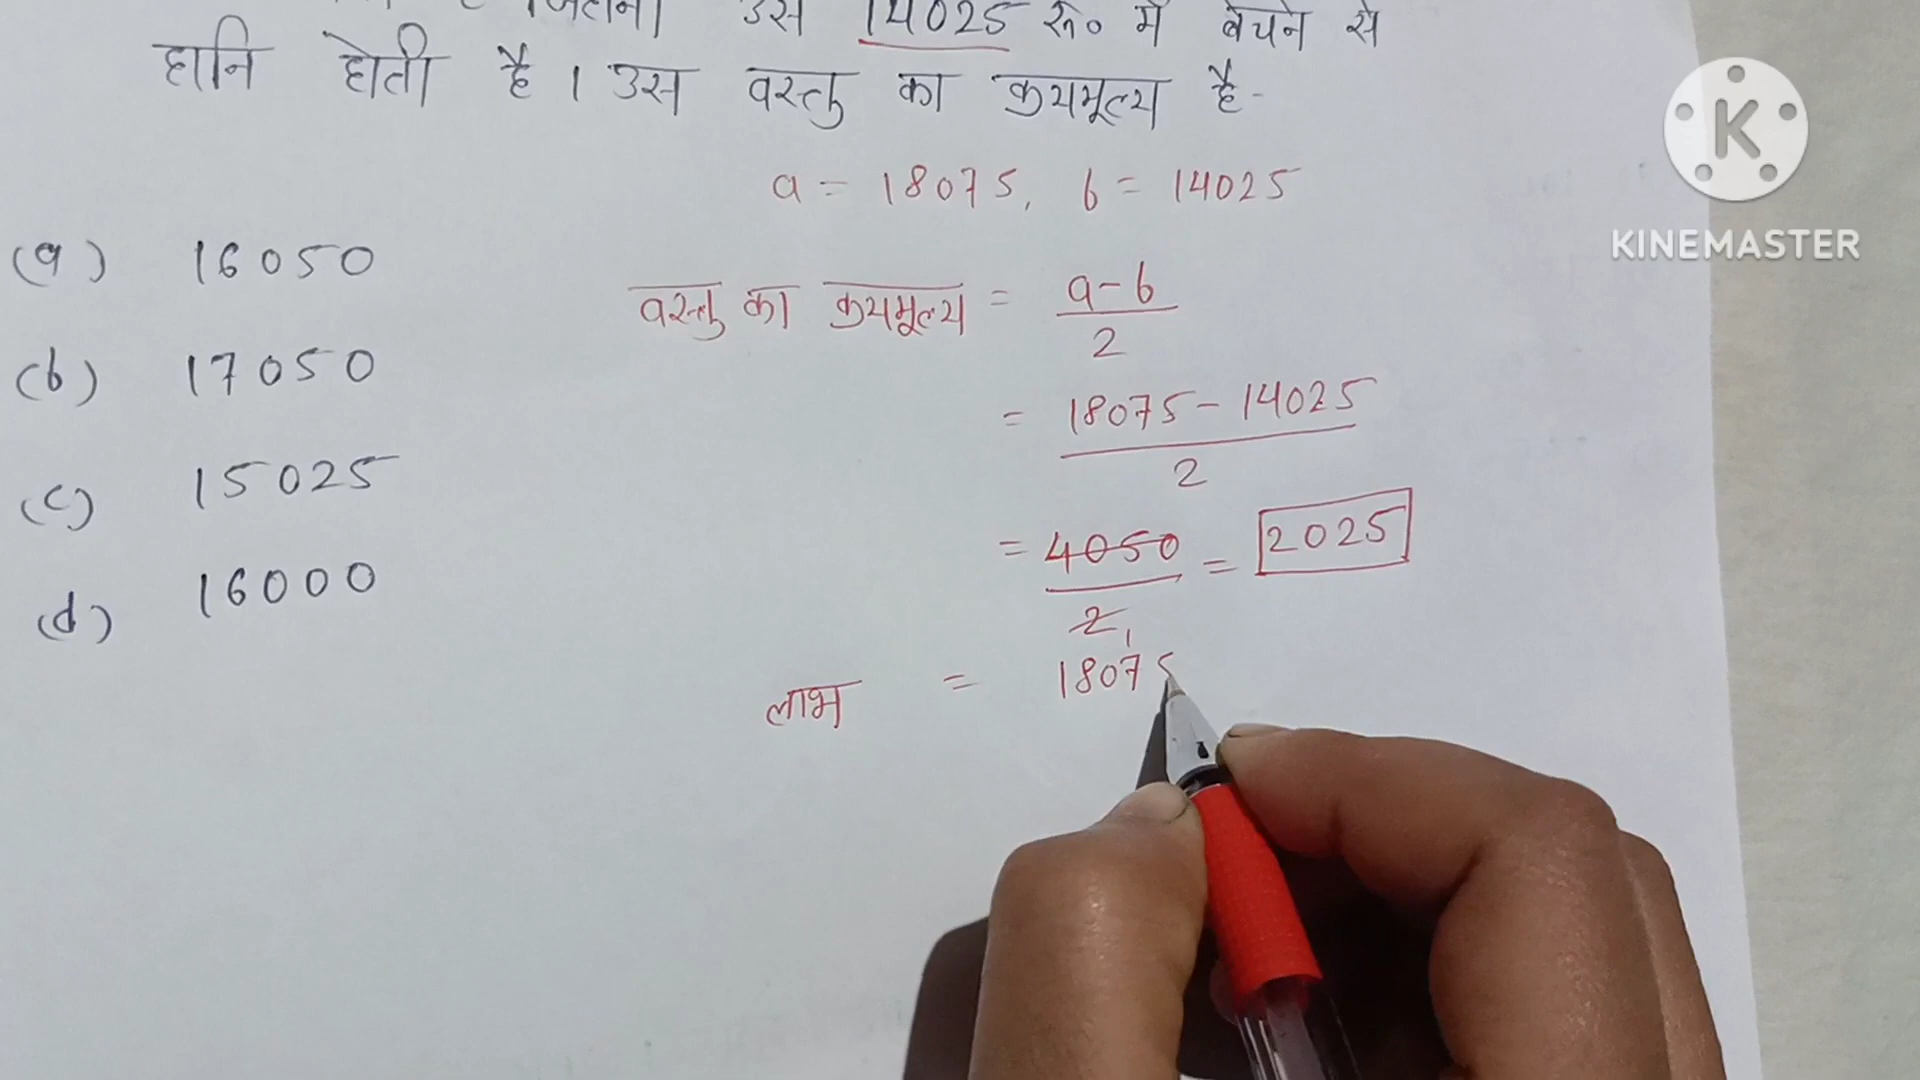 उसे 14025 रू० में बेचने से
हानि होती है । उस वस्तु का क्रयमूल्य है-
a = 18075, b = 14025
(a) 16050
(b) 17050
(c) 15025
(d) 16000
वस्तु का क्रयमूल्य = a-b
2
= 18075 - 14025
2
= 4050 = 2025
2 1
लाभ = 18075
K
KINEMASTER